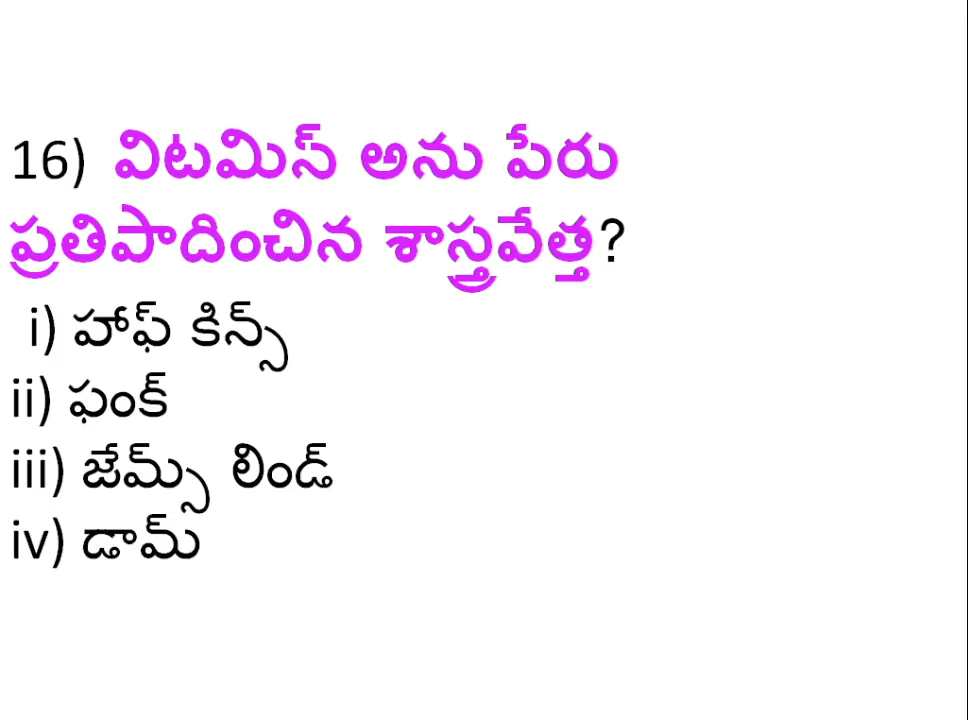 16) విటమిన్ అను పేరు
ప్రతిపాదించిన శాస్త్రవేత్త?
i) హాఫ్ కిన్స్
ii) ఫంక్
iii) జేమ్స్ లిండ్
iv) డామ్